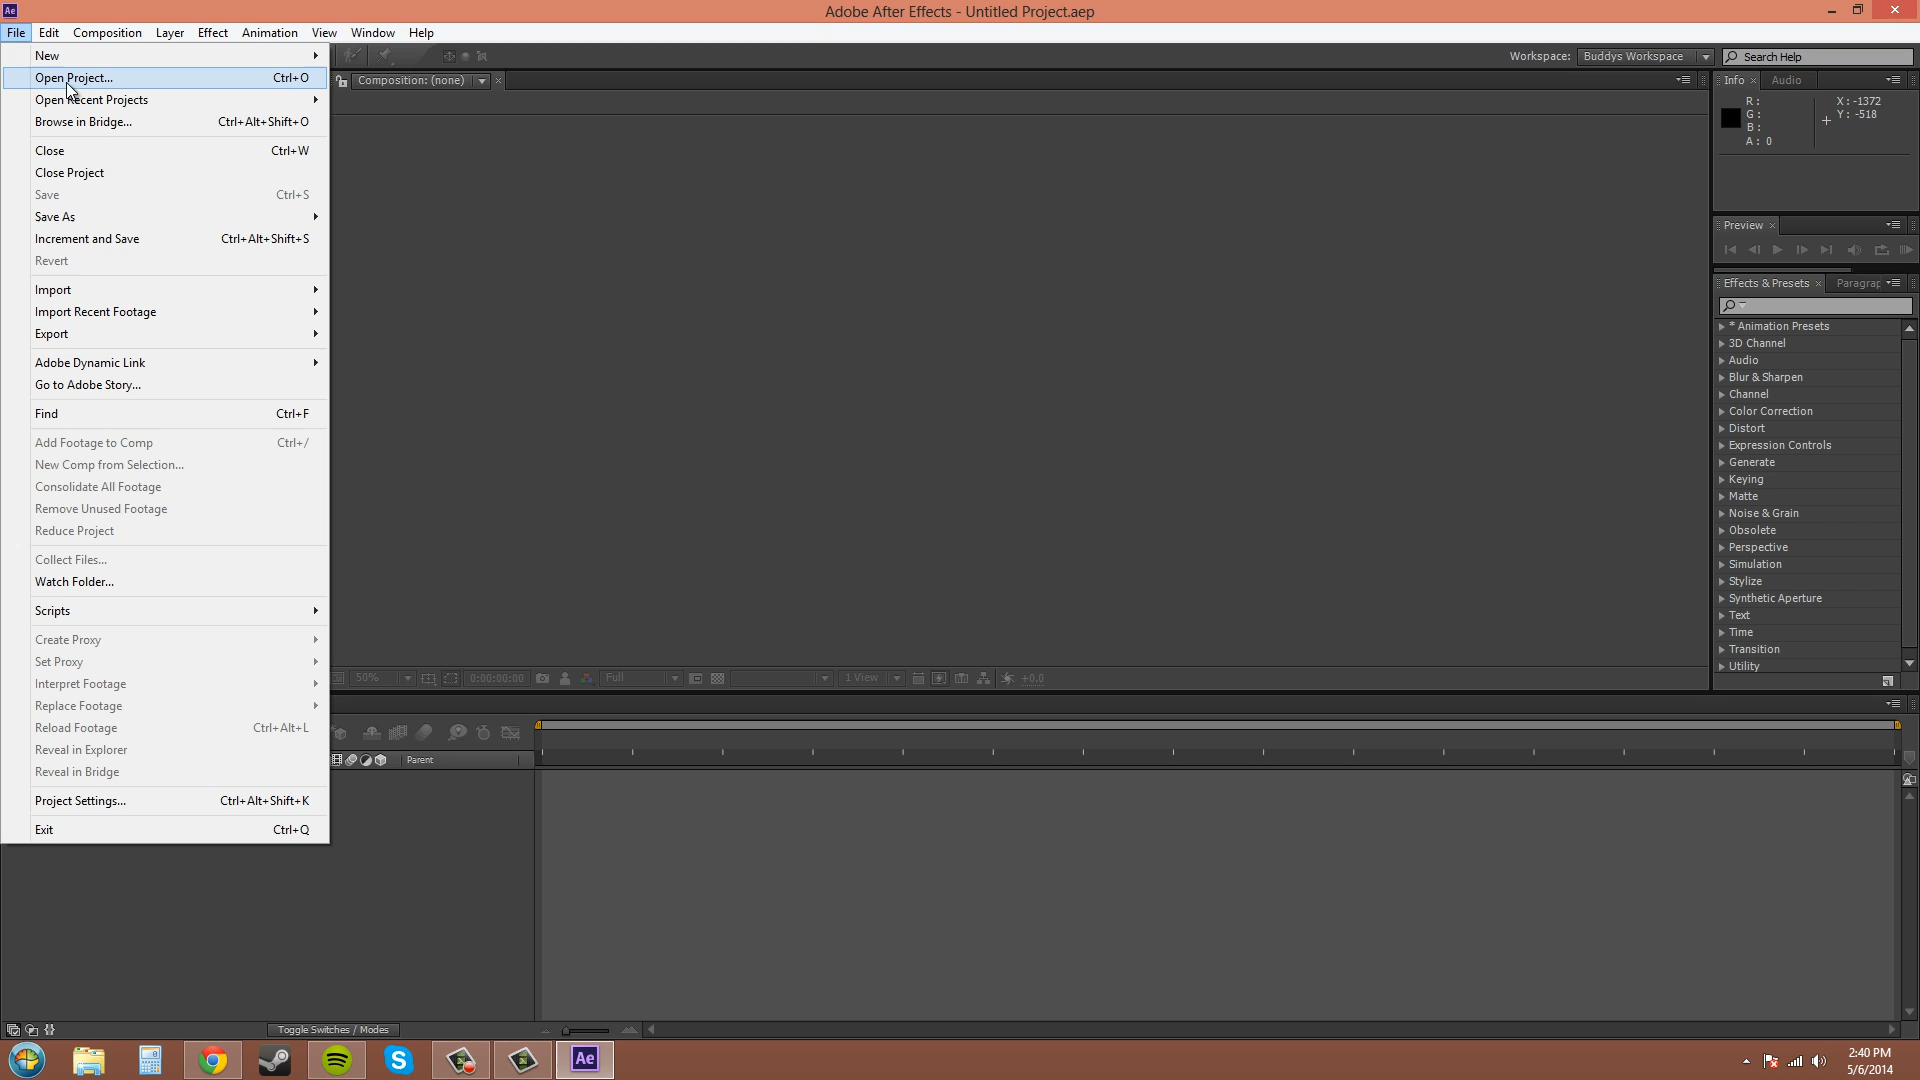 Ae
Adobe After Effects - Untitled Project.aep
File Edit Composition Layer Effect Animation View Window Help
New
Open Project... Ctrl+O
Open Recent Projects
Browse in Bridge... Ctrl+Alt+Shift+O
Close Ctrl+W
Close Project
Save Ctrl+S
Save As
Increment and Save Ctrl+Alt+Shift+S
Revert
Import
Import Recent Footage
Export
Adobe Dynamic Link
Go to Adobe Story...
Find Ctrl+F
Add Footage to Comp Ctrl+/
New Comp from Selection...
Consolidate All Footage
Remove Unused Footage
Reduce Project
Collect Files...
Watch Folder...
Scripts
Create Proxy
Set Proxy
Interpret Footage
Replace Footage
Reload Footage Ctrl+Alt+L
Reveal in Explorer
Reveal in Bridge
Project Settings... Ctrl+Alt+Shift+K
Exit Ctrl+Q
Workspace: Buddys Workspace Search Help
Composition: (none)
Info Audio
R:
G:
B:
A: 0
X: -1372
Y: -518
Preview
Effects & Presets Paragrap
* Animation Presets
3D Channel
Audio
Blur & Sharpen
Channel
Color Correction
Distort
Expression Controls
Generate
Keying
Matte
Noise & Grain
Obsolete
Perspective
Simulation
Stylize
Synthetic Aperture
Text
Time
Transition
Utility
50% 0:00:00:00 Full 1 View +0.0
Parent
Toggle Switches / Modes
Ae
2:40 PM
5/6/2014